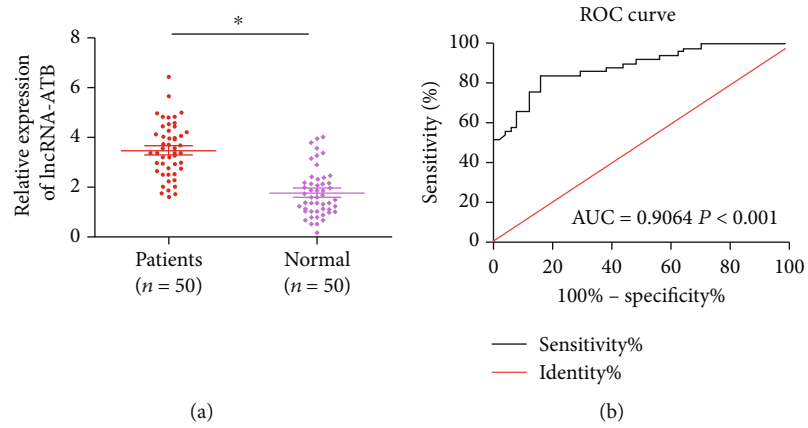 *
Relative expression
of lncRNA-ATB
8
6
4
2
0
Patients
(n = 50)
Normal
(n = 50)
(a)
ROC curve
Sensitivity (%)
100
80
60
40
20
0
AUC = 0.9064 P < 0.001
0 20 40 60 80 100
100% – specificity%
Sensitivity%
Identity%
(b)